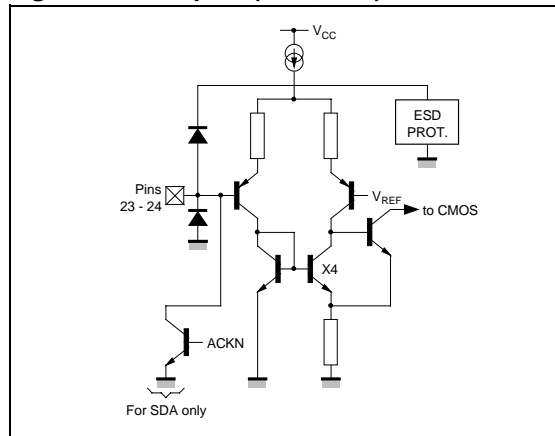 V_CC
ESD
PROT.
Pins
23 - 24
V_REF
to CMOS
X4
ACKN
For SDA only